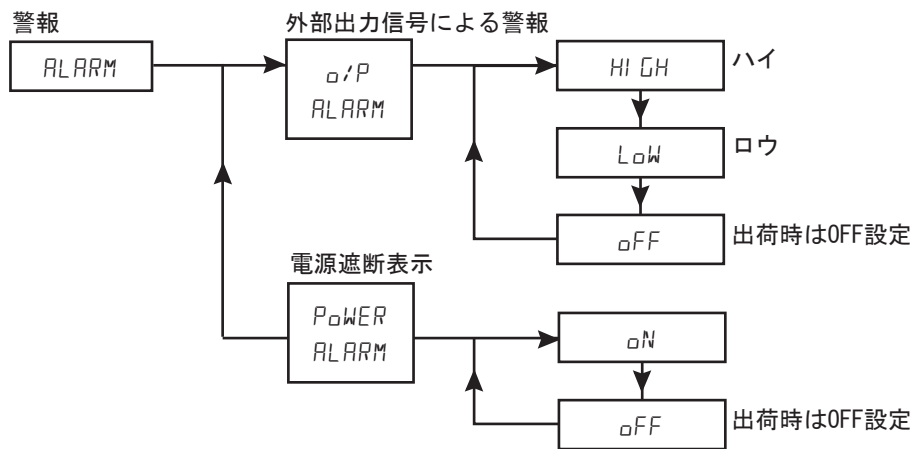 警報
ALARM
外部出力信号による警報
o/P
ALARM
HIGH
ハイ
LoW
ロウ
oFF
出荷時はOFF設定
電源遮断表示
PoWER
ALARM
oN
oFF
出荷時はOFF設定